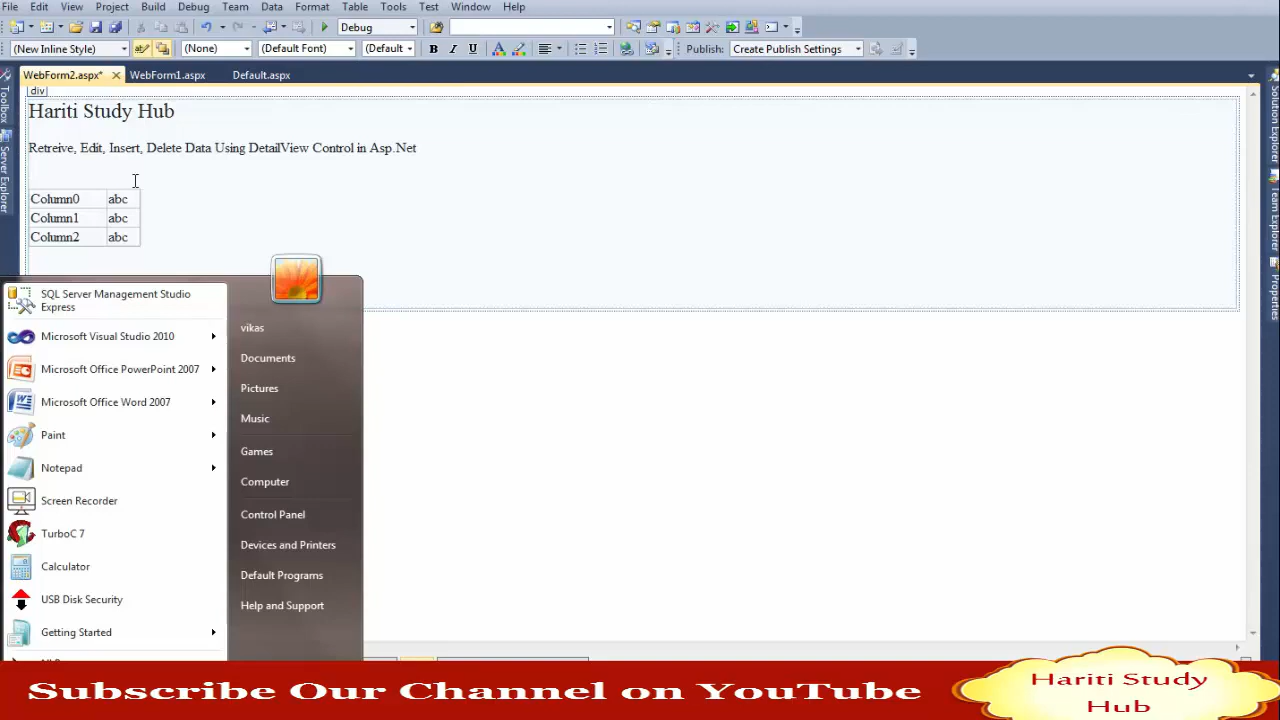 File Edit View Project Build Debug Team Data Format Table Tools Test Window Help
Debug
(New Inline Style) (None) (Default Font) (Default B I U A Publish: Create Publish Settings
WebForm2.aspx* WebForm1.aspx Default.aspx
div
Toolbox
Server Explorer
Solution Explorer
Team Explorer
Properties
Hariti Study Hub
Retreive, Edit, Insert, Delete Data Using DetailView Control in Asp.Net
Column0 abc
Column1 abc
Column2 abc
SQL Server Management Studio
Express
Microsoft Visual Studio 2010
Microsoft Office PowerPoint 2007
Microsoft Office Word 2007
Paint
Notepad
Screen Recorder
TurboC 7
Calculator
USB Disk Security
Getting Started
vikas
Documents
Pictures
Music
Games
Computer
Control Panel
Devices and Printers
Default Programs
Help and Support
Subscribe Our Channel on YouTube
Hariti Study
Hub